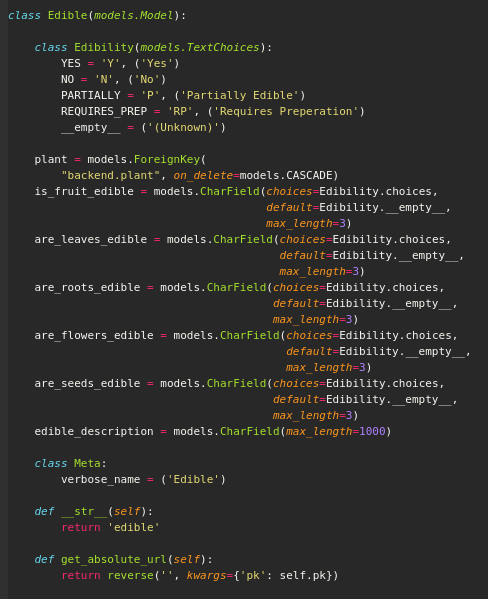 class Edible(models.Model):
class Edibility(models.TextChoices):
YES = 'Y', ('Yes')
NO = 'N', ('No')
PARTIALLY = 'P', ('Partially Edible')
REQUIRES_PREP = 'RP', ('Requires Preperation')
__empty__ = ('(Unknown)')
plant = models.ForeignKey(
"backend.plant", on_delete=models.CASCADE)
is_fruit_edible = models.CharField(choices=Edibility.choices,
default=Edibility.__empty__,
max_length=3)
are_leaves_edible = models.CharField(choices=Edibility.choices,
default=Edibility.__empty__,
max_length=3)
are_roots_edible = models.CharField(choices=Edibility.choices,
default=Edibility.__empty__,
max_length=3)
are_flowers_edible = models.CharField(choices=Edibility.choices,
default=Edibility.__empty__,
max_length=3)
are_seeds_edible = models.CharField(choices=Edibility.choices,
default=Edibility.__empty__,
max_length=3)
edible_description = models.CharField(max_length=1000)
class Meta:
verbose_name = ('Edible')
def __str__(self):
return 'edible'
def get_absolute_url(self):
return reverse('', kwargs={'pk': self.pk})